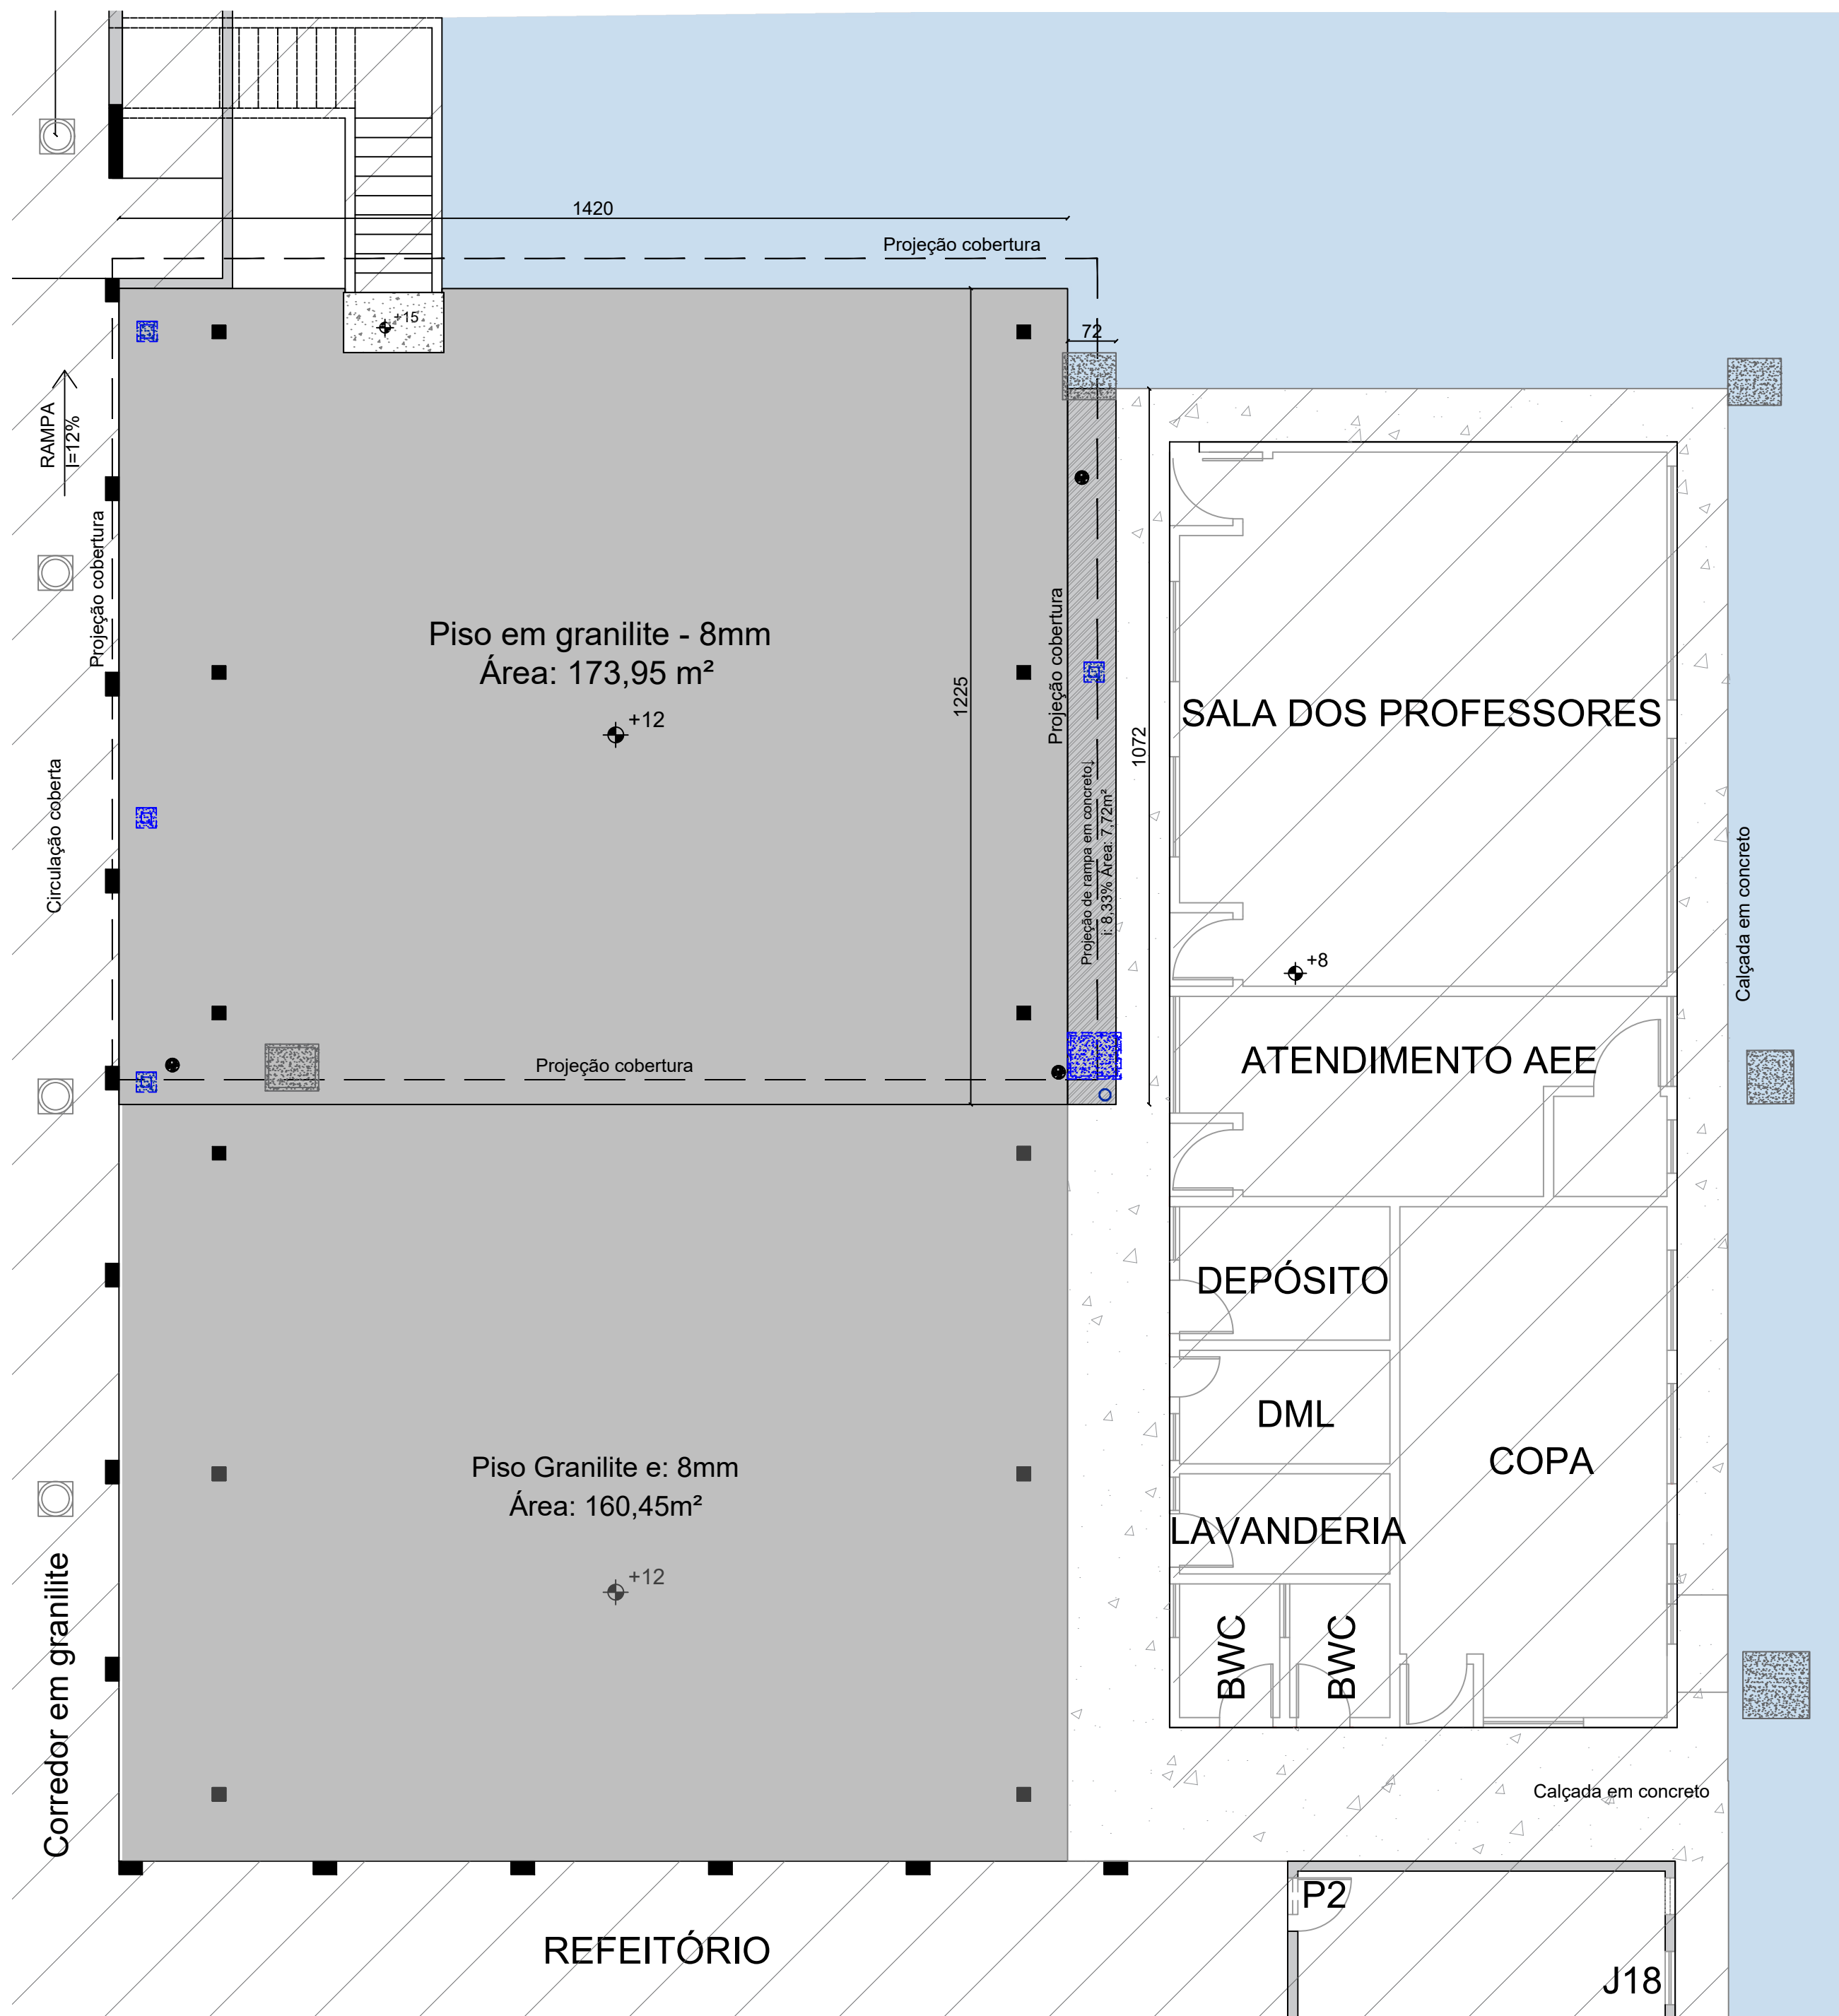 1420
Projeção cobertura
+15
72
RAMPA
I=12%
Projeção cobertura
Piso em granilite - 8mm
Área: 173,95 m²
+12
1225
Projeção cobertura
1072
SALA DOS PROFESSORES
Projeção de rampa em concreto
i: 8,33% Área: 7,72m²
Circulação coberta
Calçada em concreto
+8
Projeção cobertura
ATENDIMENTO AEE
DEPÓSITO
DML
COPA
Piso Granilite e: 8mm
Área: 160,45m²
LAVANDERIA
+12
BWC
BWC
Corredor em granilite
Calçada em concreto
P2
REFEITÓRIO
J18